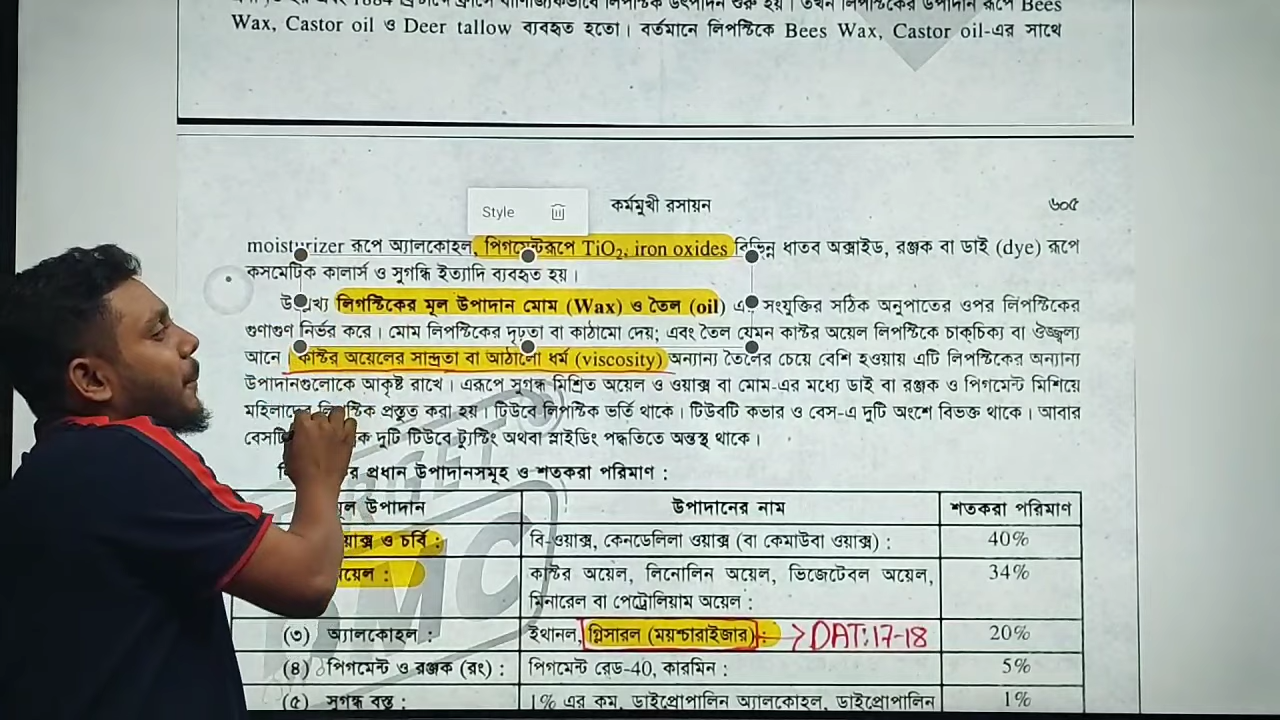 Wax, Castor oil ও Deer tallow ব্যবহৃত হতো। বর্তমানে লিপস্টিকে Bees Wax, Castor oil-এর সাথে
Style
কর্মমুখী রসায়ন ৬০৫
moisturizer রূপে অ্যালকোহল, পিগমেন্টরূপে TiO₂, iron oxides বিভিন্ন ধাতব অক্সাইড, রঞ্জক বা ডাই (dye) রূপে
কসমেটিক কালার্স ও সুগন্ধি ইত্যাদি ব্যবহৃত হয়।
উল্লেখ্য লিপস্টিকের মূল উপাদান মোম (Wax) ও তৈল (oil) এ সংযুক্তির সঠিক অনুপাতের ওপর লিপস্টিকের
গুণাগুণ নির্ভর করে। মোম লিপস্টিকের দৃঢ়তা বা কাঠামো দেয়; এবং তৈল যেমন কাস্টর অয়েল লিপস্টিকে চাক্‌চিক্য বা ঔজ্জ্বল্য
আনে। কাস্টর অয়েলের সান্দ্রতা বা আঠালো ধর্ম (viscosity) অন্যান্য তৈলের চেয়ে বেশি হওয়ায় এটি লিপস্টিকের অন্যান্য
উপাদানগুলোকে আকৃষ্ট রাখে। এরূপে সুগন্ধ মিশ্রিত অয়েল ও ওয়াক্স বা মোম-এর মধ্যে ডাই বা রঞ্জক ও পিগমেন্ট মিশিয়ে
মহিলাদের লিপস্টিক প্রস্তুত করা হয়। টিউবে লিপস্টিক ভর্তি থাকে। টিউবটি কভার ও বেস-এ দুটি অংশে বিভক্ত থাকে। আবার
বেসটি ক দুটি টিউবে ট্যুস্টিং অথবা স্লাইডিং পদ্ধতিতে অন্তস্থ থাকে।
র প্রধান উপাদানসমূহ ও শতকরা পরিমাণ :
উপাদান উপাদানের নাম শতকরা পরিমাণ
য়াক্স ও চর্বি : বি-ওয়াক্স, কেনডেলিলা ওয়াক্স (বা কেমাউবা ওয়াক্স) : 40%
য়েল : কাস্টর অয়েল, লিনোলিন অয়েল, ভিজেটেবল অয়েল, 34%
মিনারেল বা পেট্রোলিয়াম অয়েল :
(৩) অ্যালকোহল : ইথানল, গ্লিসারল (ময়শ্চারাইজার) : > DAT:17-18 20%
(৪) পিগমেন্ট ও রঞ্জক (রং) : পিগমেন্ট রেড-40, কারমিন : 5%
(৫) সুগন্ধ বস্তু : 1% এর কম, ডাইপ্রোপালিন অ্যালকোহল, ডাইপ্রোপালিন 1%